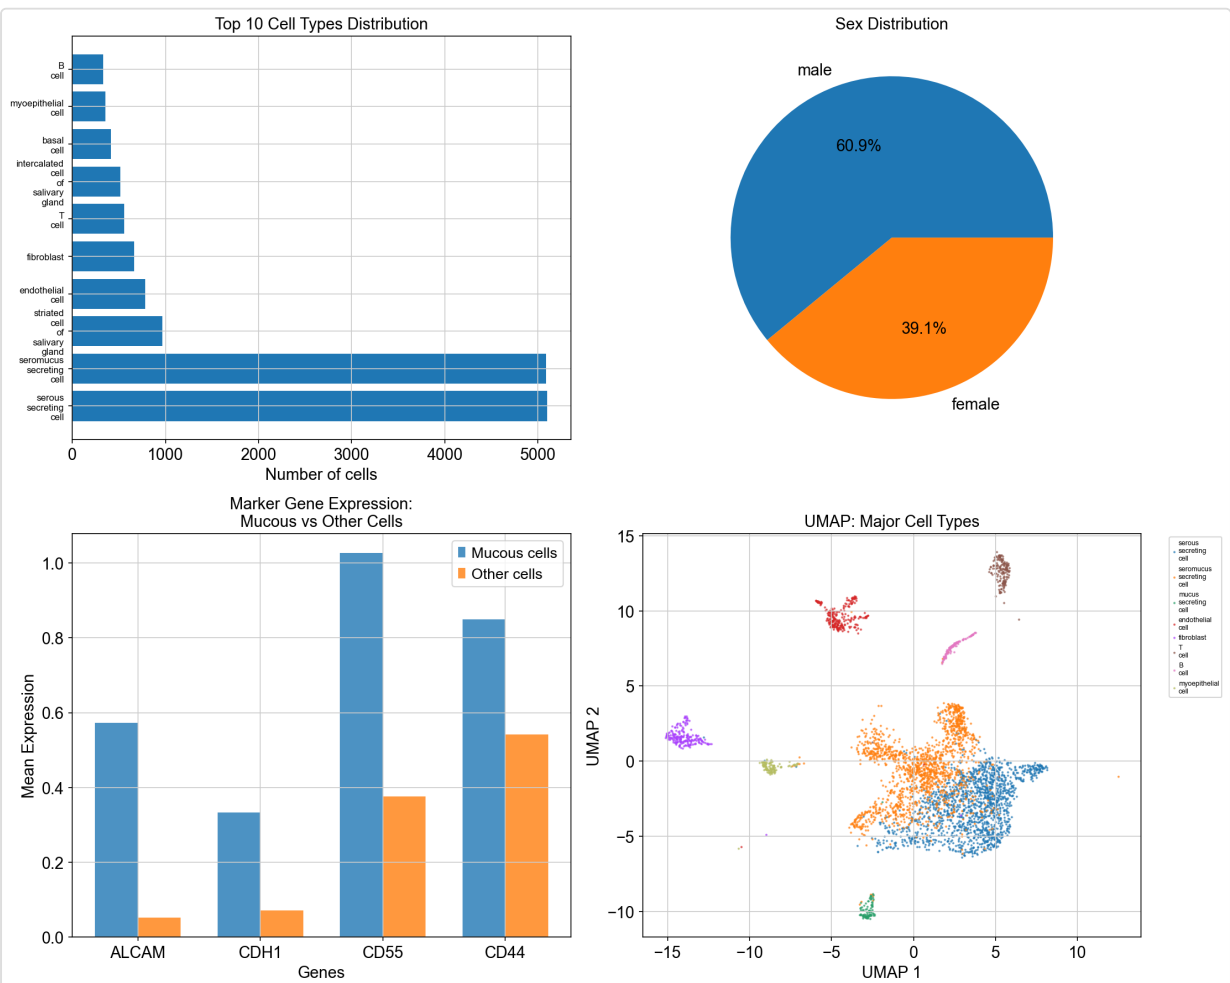 Top 10 Cell Types Distribution
B
cell
myoepithelial
cell
basal
cell
intercalated
cell
of
salivary
gland
T
cell
fibroblast
endothelial
cell
striated
cell
of
salivary
gland
seromucus
secreting
cell
serous
secreting
cell
0 1000 2000 3000 4000 5000
Number of cells
Sex Distribution
male
60.9%
39.1%
female
Marker Gene Expression:
Mucous vs Other Cells
Mucous cells
Other cells
Mean Expression
1.0
0.8
0.6
0.4
0.2
0.0
ALCAM CDH1 CD55 CD44
Genes
UMAP: Major Cell Types
UMAP 2
15
10
5
0
−5
−10
−15 −10 −5 0 5 10
UMAP 1
serous
secreting
cell
seromucus
secreting
cell
mucus
secreting
cell
endothelial
cell
fibroblast
T
cell
B
cell
myoepithelial
cell